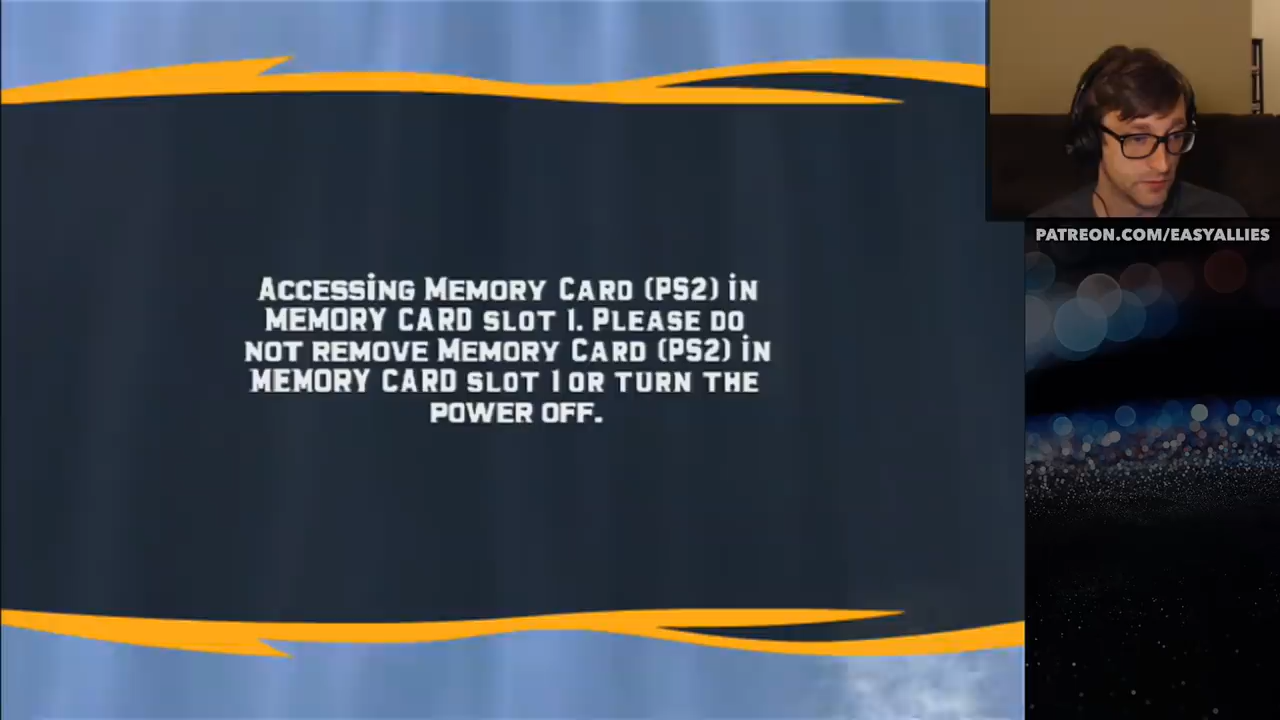 Accessing Memory Card (PS2) in
MEMORY CARD slot 1. Please do
not remove Memory Card (PS2) in
MEMORY CARD slot 1 or turn the
power off.
PATREON.COM/EASYALLIES